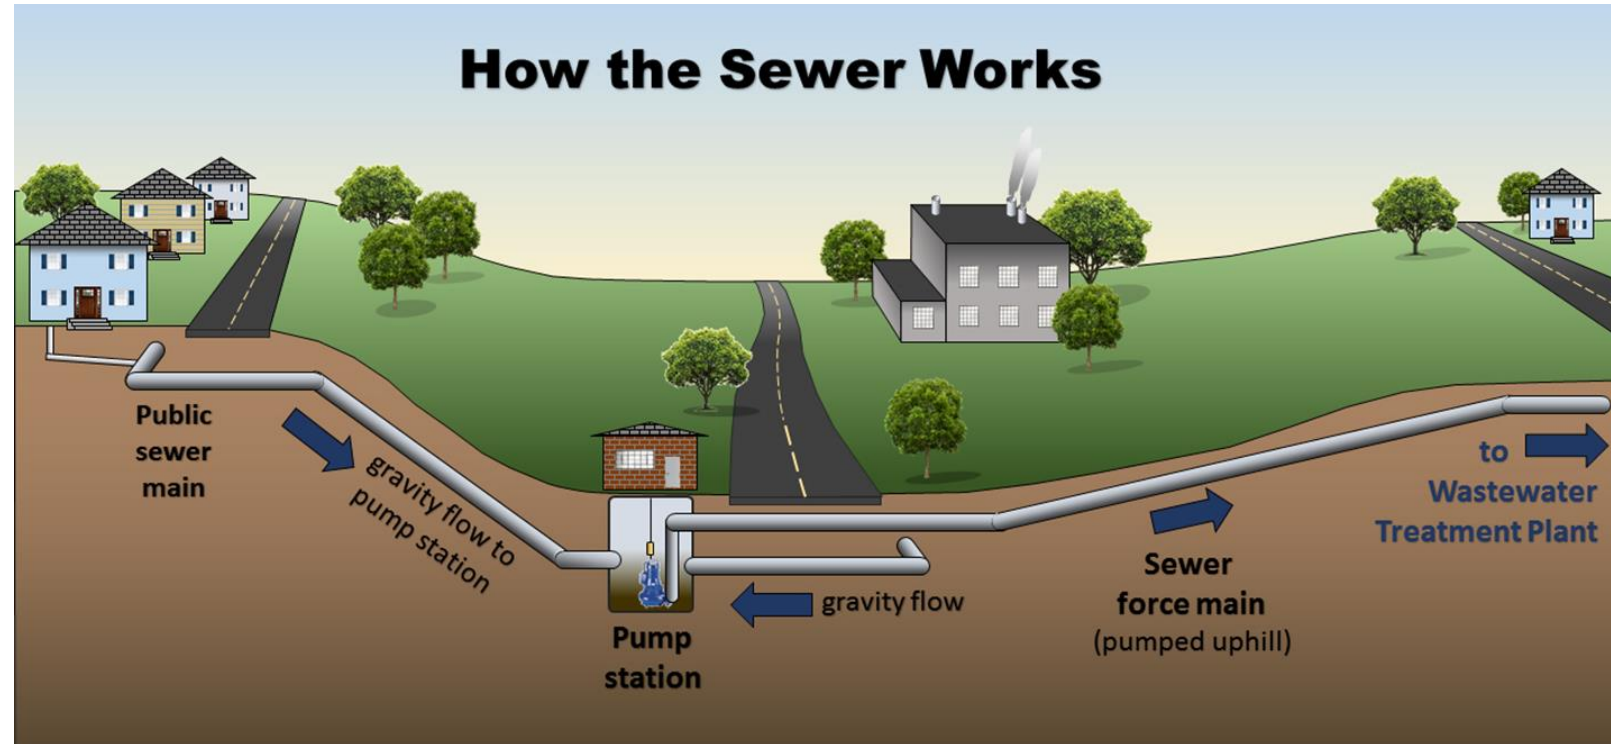 How the Sewer Works
Public
sewer
main
gravity flow to
pump station
Pump
station
gravity flow
Sewer
force main
(pumped uphill)
to
Wastewater
Treatment Plant